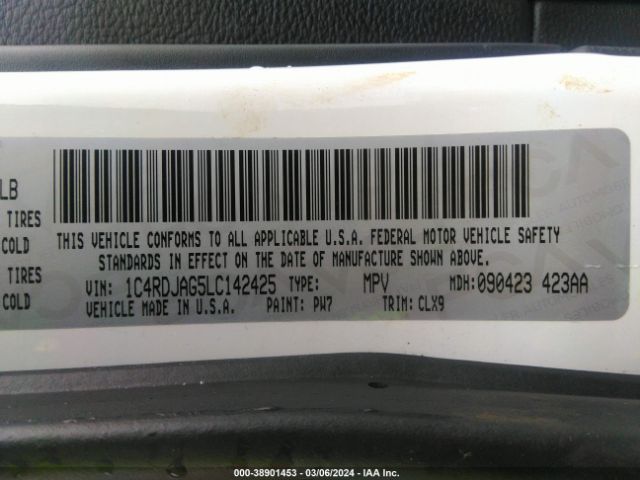 LB
TIRES
COLD
TIRES
COLD
THIS VEHICLE CONFORMS TO ALL APPLICABLE U.S.A. FEDERAL MOTOR VEHICLE SAFETY
STANDARDS IN EFFECT ON THE DATE OF MANUFACTURE SHOWN ABOVE.
VIN: 1C4RDJAG5LC142425 TYPE: MPV MDH: 090423 423AA
VEHICLE MADE IN U.S.A. PAINT: PW7 TRIM: CLX9
000-38901453 - 03/06/2024 - IAA Inc.